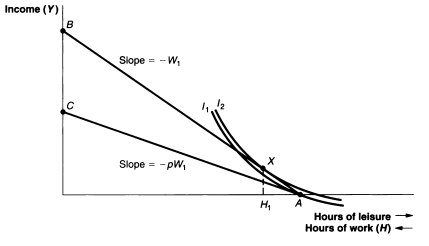 Income (Y)
B
Slope = −W₁
C
I₁
I₂
X
Slope = −pW₁
H₁
A
Hours of leisure →
Hours of work (H) ←